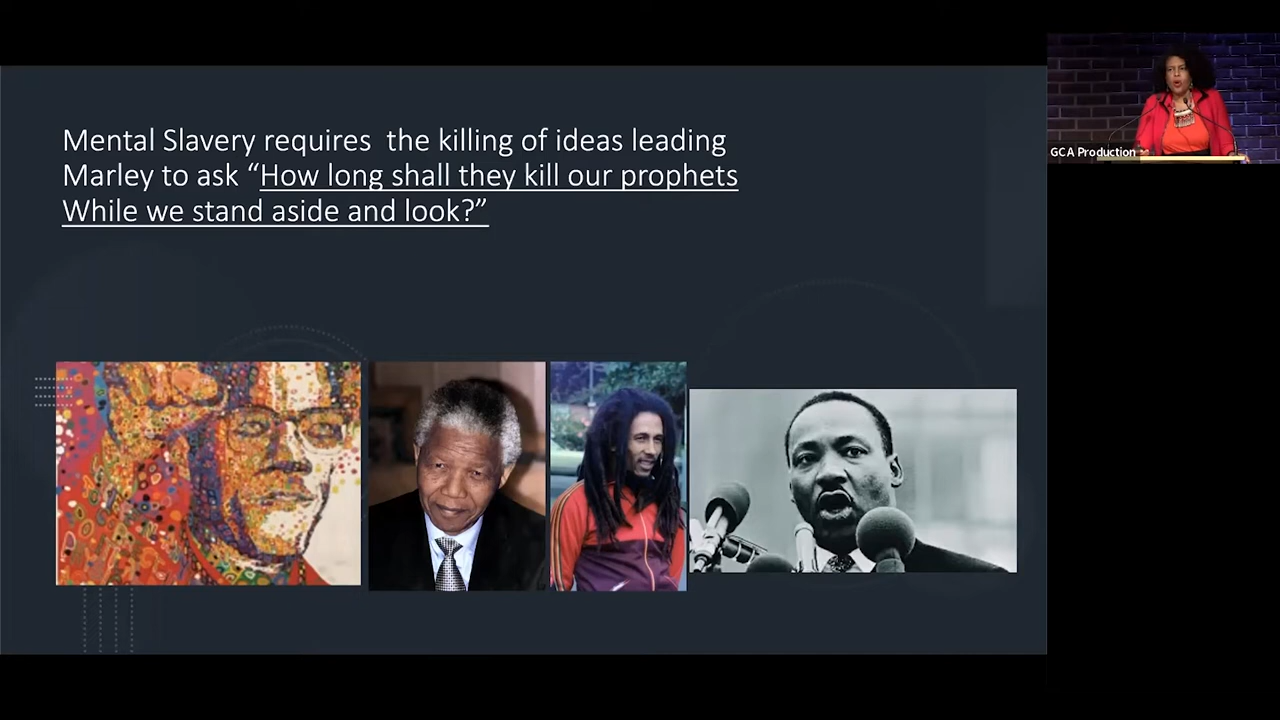 Mental Slavery requires the killing of ideas leading
Marley to ask “How long shall they kill our prophets
While we stand aside and look?”
GCA Production